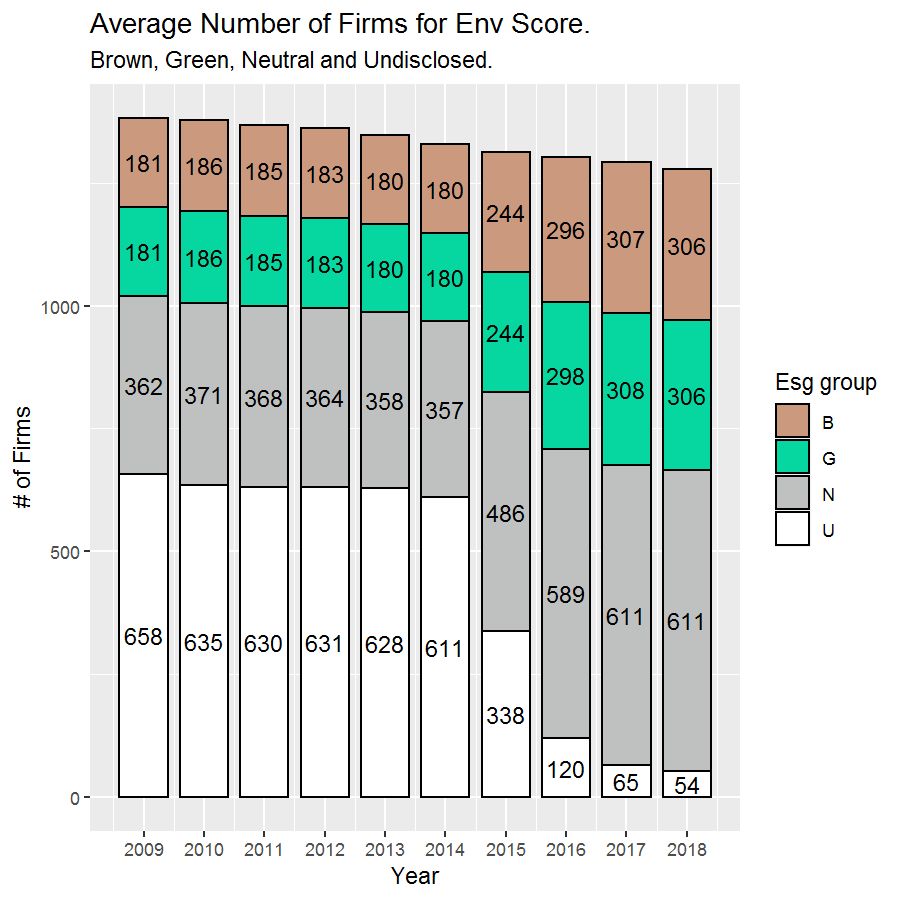 Average Number of Firms for Env Score.
Brown, Green, Neutral and Undisclosed.
181 186 185 183 180 180 244 296 307 306
181 186 185 183 180 180 244 298 308 306
362 371 368 364 358 357 486 589 611 611
658 635 630 631 628 611 338 120 65 54
1000
500
0
# of Firms
2009 2010 2011 2012 2013 2014 2015 2016 2017 2018
Year
Esg group
B
G
N
U